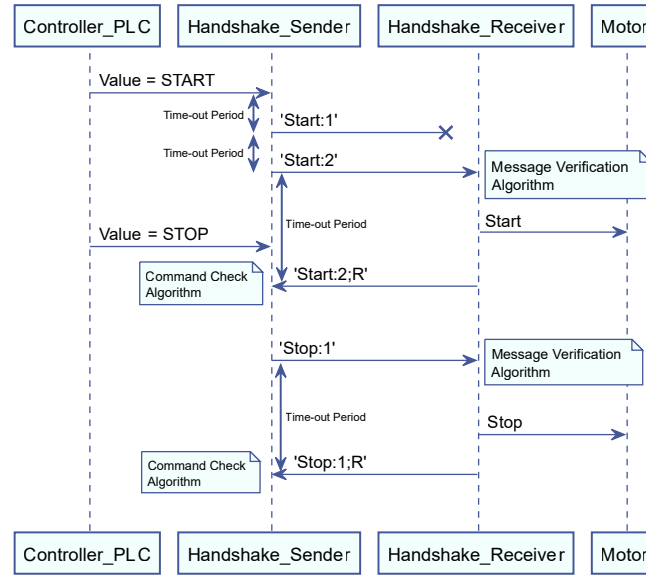 Controller_PLC Handshake_Sender Handshake_Receiver Motor
Value = START
Time-out Period
'Start:1'
Time-out Period
'Start:2'
Message Verification
Algorithm
Time-out Period
Start
Value = STOP
Command Check
Algorithm
'Start:2;R'
'Stop:1'
Message Verification
Algorithm
Time-out Period
Stop
Command Check
Algorithm
'Stop:1;R'
Controller_PLC Handshake_Sender Handshake_Receiver Motor